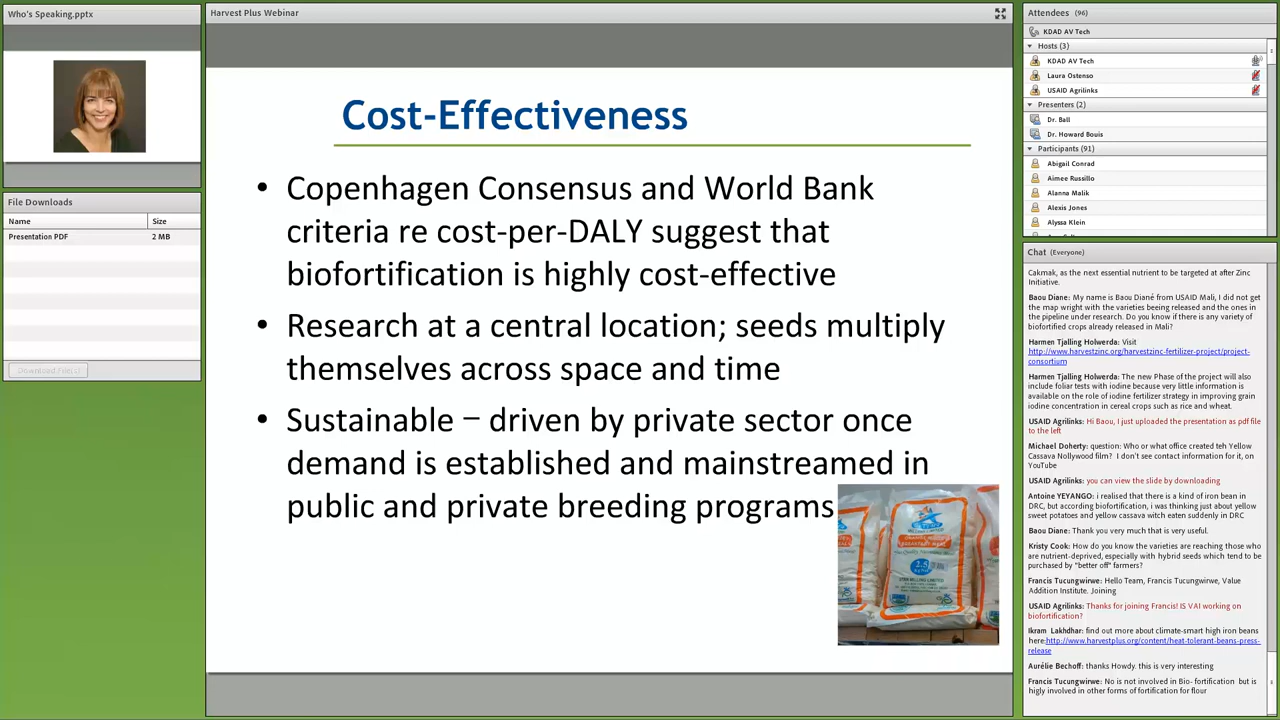 Who's Speaking.pptx
File Downloads
Name Size
Presentation PDF 2 MB
Download File(s)
Harvest Plus Webinar
Cost-Effectiveness
• Copenhagen Consensus and World Bank
criteria re cost-per-DALY suggest that
biofortification is highly cost-effective
• Research at a central location; seeds multiply
themselves across space and time
• Sustainable – driven by private sector once
demand is established and mainstreamed in
public and private breeding programs
2.5
Attendees (96)
KDAD AV Tech
Hosts (3)
KDAD AV Tech
Laura Ostenso
USAID Agrilinks
Presenters (2)
Dr. Ball
Dr. Howard Bouis
Participants (91)
Abigail Conrad
Aimee Russillo
Alanna Malik
Alexis Jones
Alyssa Klein
Chat (Everyone)
Cakmak, as the next essential nutrient to be targeted at after Zinc
Initiative.
Baou Diane: My name is Baou Diané from USAID Mali, I did not get
the map wright with the varieties beeing released and the ones in
the pipeline under research. Do you know if there is any variety of
biofortified crops already released in Mali?
Harmen Tjalling Holwerda: Visit
http://www.harvestzinc.org/harvestzinc-fertilizer-project/project-
consortium
Harmen Tjalling Holwerda: The new Phase of the project will also
include foliar tests with iodine because very little information is
available on the role of iodine fertilizer strategy in improving grain
iodine concentration in cereal crops such as rice and wheat.
USAID Agrilinks: Hi Baou, I just uploaded the presentation as pdf file
to the left
Michael Doherty: question: Who or what office created teh Yellow
Cassava Nollywood film? I don't see contact information for it, on
YouTube
USAID Agrilinks: you can view the slide by downloading
Antoine YEYANGO: i realised that there is a kind of iron bean in
DRC, but according biofortification, i was thinking just about yellow
sweet potatoes and yellow cassava witch eaten suddenly in DRC
Baou Diane: Thank you very much that is very useful.
Kristy Cook: How do you know the varieties are reaching those who
are nutrient-deprived, especially with hybrid seeds which tend to be
purchased by "better off" farmers?
Francis Tucungwirwe: Hello Team, Francis Tucungwirwe, Value
Addition Institute. Joining
USAID Agrilinks: Thanks for joining Francis! IS VAI working on
biofortification?
Ikram Lakhdhar: find out more about climate-smart high iron beans
here:http://www.harvestplus.org/content/heat-tolerant-beans-press-
release
Aurélie Bechoff: thanks Howdy. this is very interesting
Francis Tucungwirwe: No is not involved in Bio- fortification but is
higly involved in other forms of fortification for flour